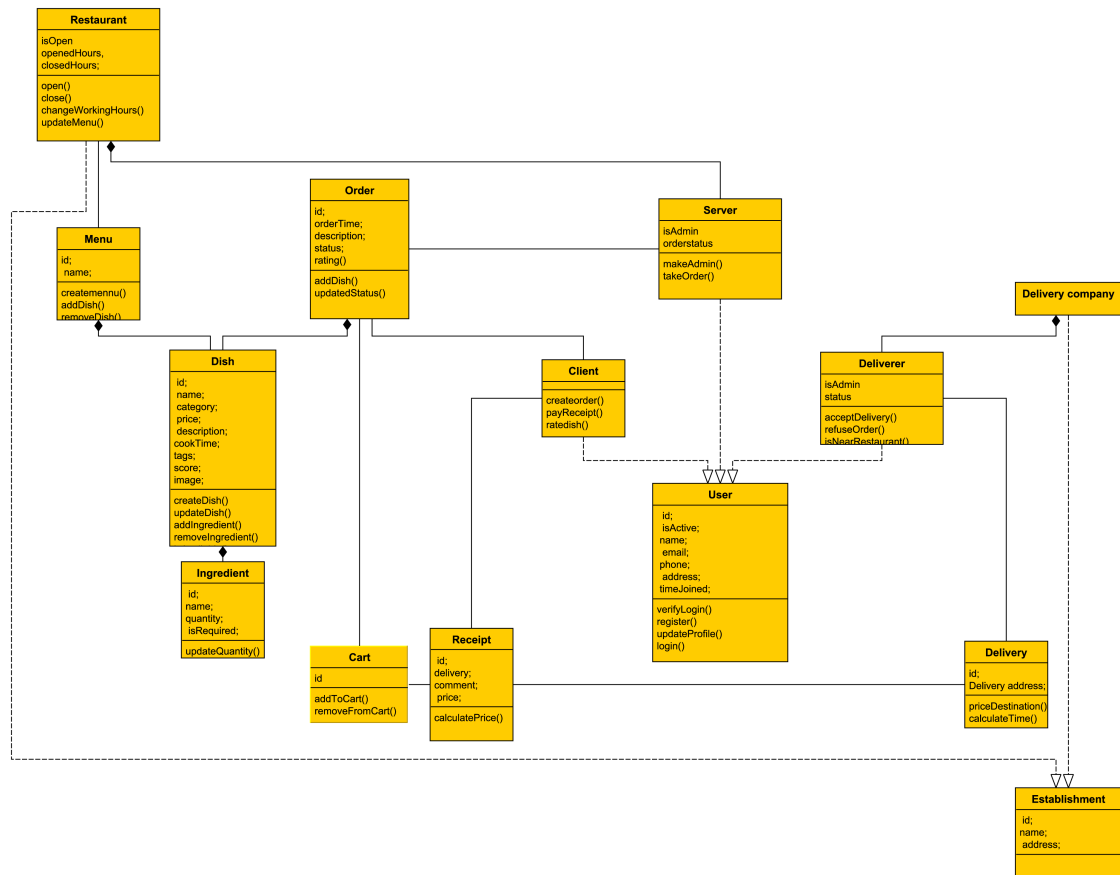 Restaurant
isOpen
openedHours,
closedHours;
open()
close()
changeWorkingHours()
updateMenu()
Order
id;
orderTime;
description;
status;
rating()
addDish()
updatedStatus()
Server
isAdmin
orderstatus
makeAdmin()
takeOrder()
Menu
id;
name;
createmennu()
addDish()
removeDish()
Delivery company
Dish
id;
name;
category;
price;
description;
cookTime;
tags;
score;
image;
createDish()
updateDish()
addIngredient()
removeIngredient()
Client
createorder()
payReceipt()
ratedish()
Deliverer
isAdmin
status
acceptDelivery()
refuseOrder()
isNearRestaurant()
User
id;
isActive;
name;
email;
phone;
address;
timeJoined;
verifyLogin()
register()
updateProfile()
login()
Ingredient
id;
name;
quantity;
isRequired;
updateQuantity()
Cart
id
addToCart()
removeFromCart()
Receipt
id;
delivery;
comment;
price;
calculatePrice()
Delivery
id;
Delivery address;
priceDestination()
calculateTime()
Establishment
id;
name;
address;